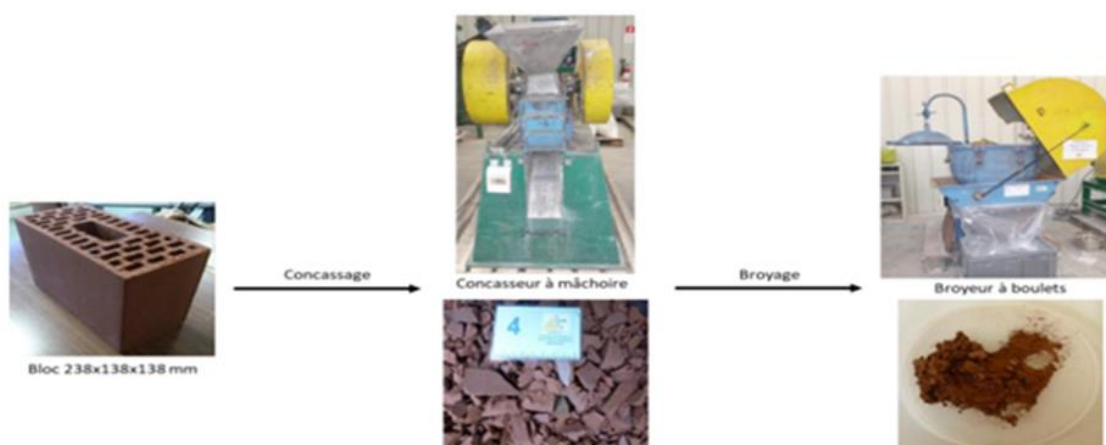 Bloc 238x138x138 mm
Concassage
Concasseur à mâchoire
4
Broyage
Broyeur à boulets